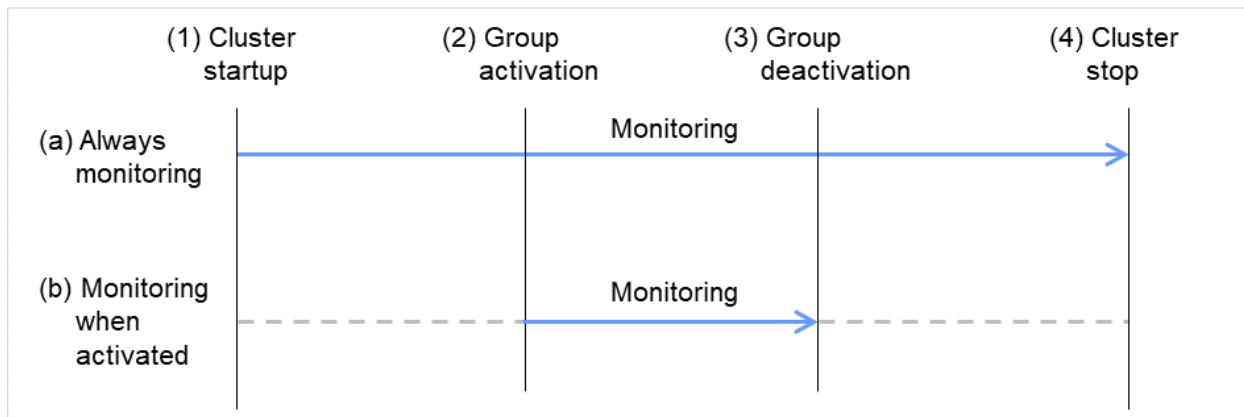 (1) Cluster
startup
(2) Group
activation
(3) Group
deactivation
(4) Cluster
stop
(a) Always
monitoring
Monitoring
(b) Monitoring
when
activated
Monitoring